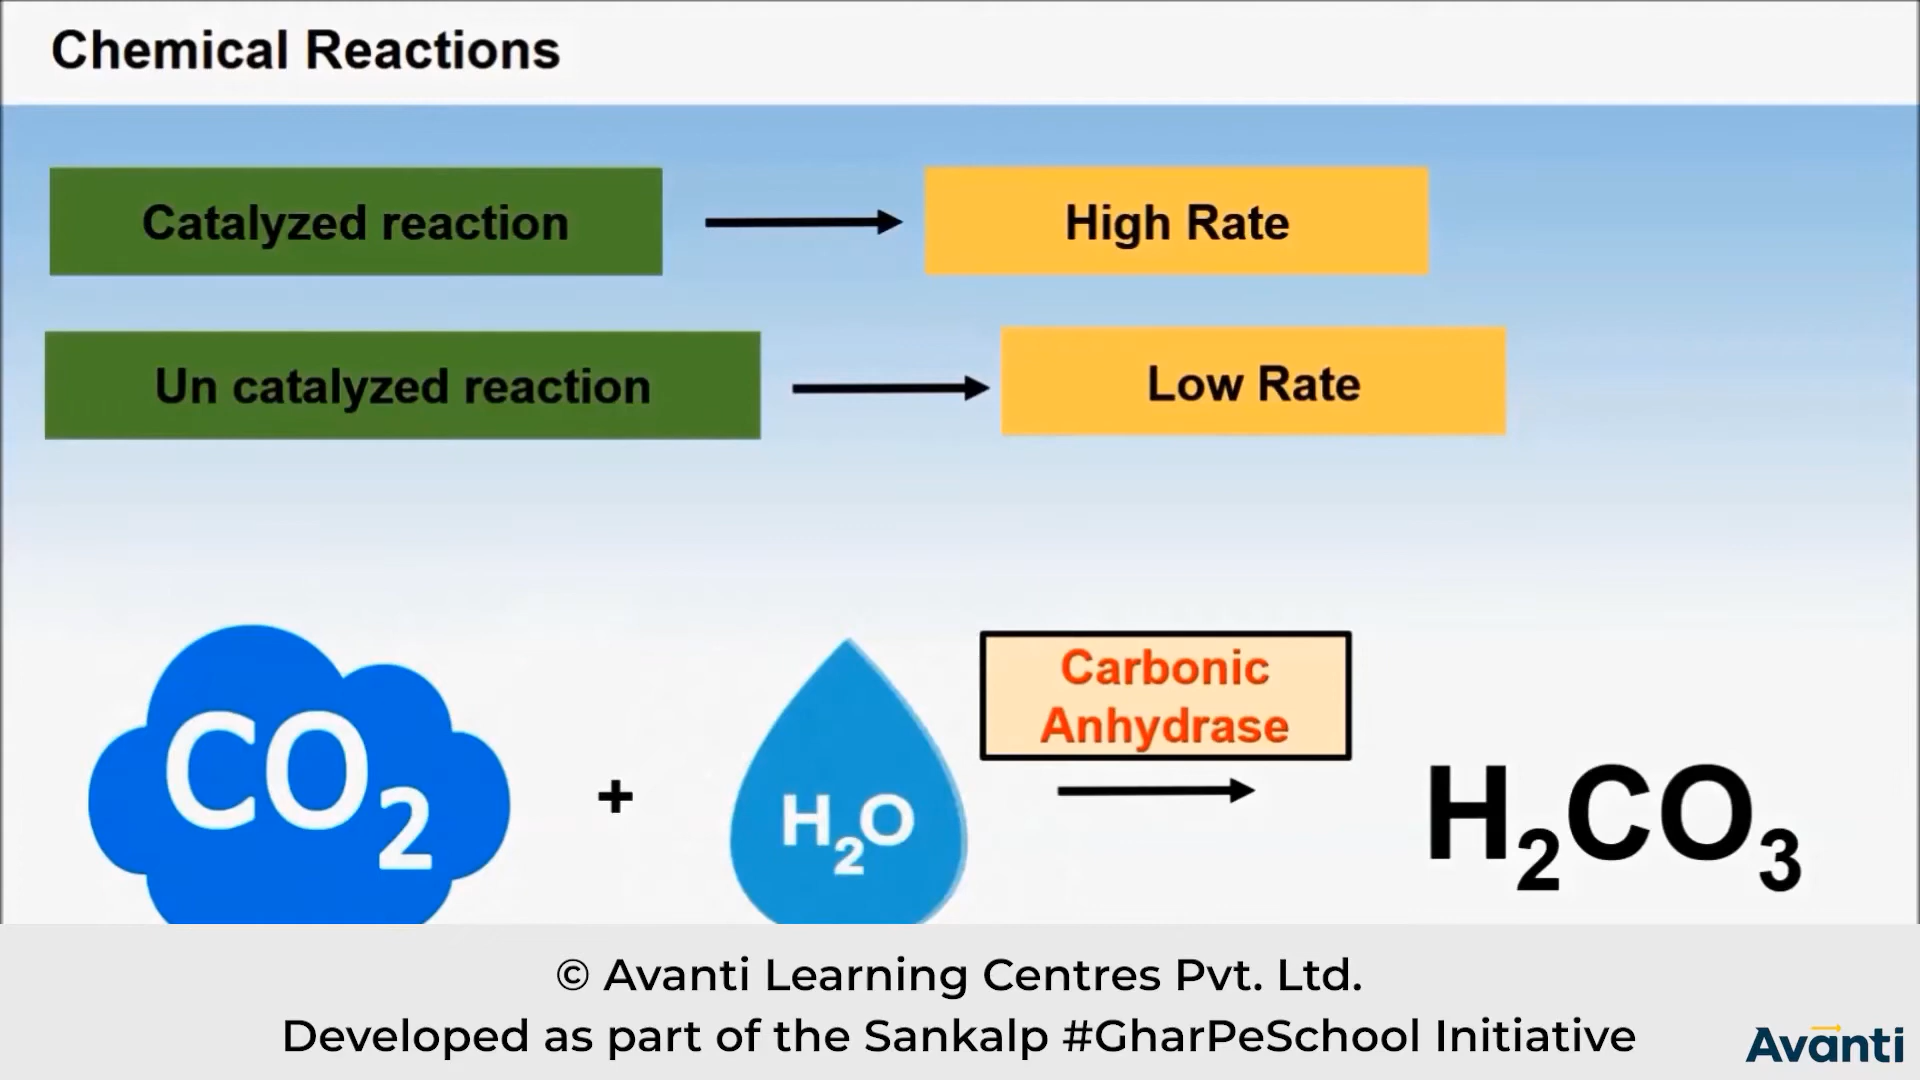 Chemical Reactions
Catalyzed reaction
High Rate
Un catalyzed reaction
Low Rate
Carbonic
Anhydrase
CO₂ + H₂O H₂CO₃
© Avanti Learning Centres Pvt. Ltd.
Developed as part of the Sankalp #GharPeSchool Initiative
Avanti